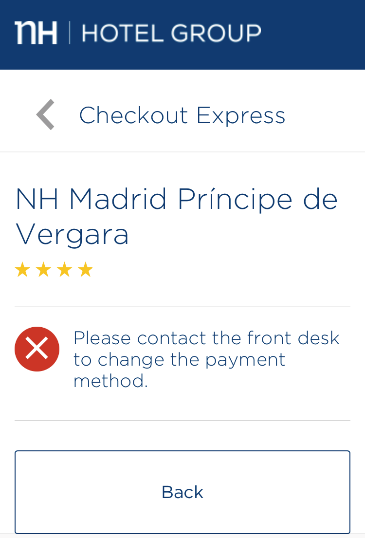 nH | HOTEL GROUP
Checkout Express
NH Madrid Príncipe de
Vergara
Please contact the front desk
to change the payment
method.
Back